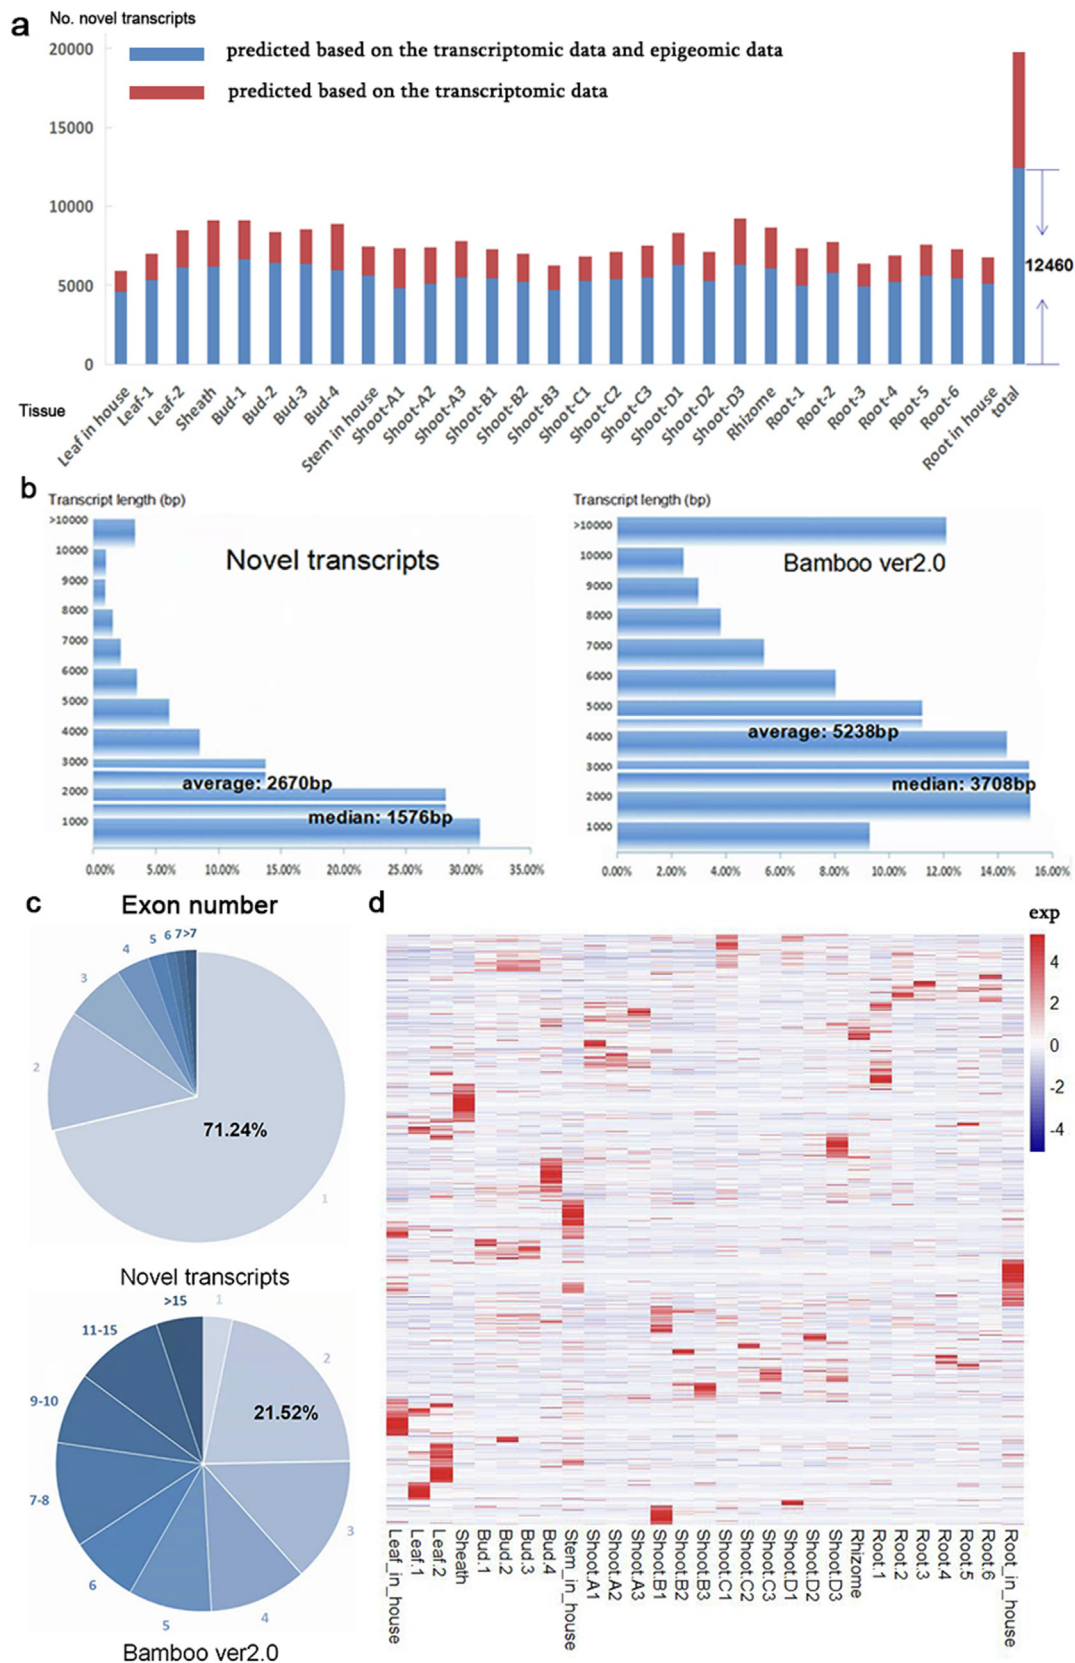 a
No. novel transcripts
20000
15000
10000
5000
0
predicted based on the transcriptomic data and epigeomic data
predicted based on the transcriptomic data
12460
Tissue
Leaf in house
Leaf-1
Leaf-2
Sheath
Bud-1
Bud-2
Bud-3
Bud-4
Stem in house
Shoot-A1
Shoot-A2
Shoot-A3
Shoot-B1
Shoot-B2
Shoot-B3
Shoot-C1
Shoot-C2
Shoot-C3
Shoot-D1
Shoot-D2
Shoot-D3
Rhizome
Root-1
Root-2
Root-3
Root-4
Root-5
Root-6
Root in house
total
b
Transcript length (bp)
>10000
10000
9000
8000
7000
6000
5000
4000
3000
2000
1000
Novel transcripts
average: 2670bp
median: 1576bp
0.00% 5.00% 10.00% 15.00% 20.00% 25.00% 30.00% 35.00%
Transcript length (bp)
>10000
10000
9000
8000
7000
6000
5000
4000
3000
2000
1000
Bamboo ver2.0
average: 5238bp
median: 3708bp
0.00% 2.00% 4.00% 6.00% 8.00% 10.00% 12.00% 14.00% 16.00%
c
Exon number
1
2
3
4
5
6
7
>7
71.24%
Novel transcripts
1
2
3
4
5
6
7-8
9-10
11-15
>15
21.52%
Bamboo ver2.0
d
exp
4
2
0
-2
-4
Leaf_in_house
Leaf.1
Leaf.2
Sheath
Bud.1
Bud.2
Bud.3
Bud.4
Stem_in_house
Shoot.A1
Shoot.A2
Shoot.A3
Shoot.B1
Shoot.B2
Shoot.B3
Shoot.C1
Shoot.C2
Shoot.C3
Shoot.D1
Shoot.D2
Shoot.D3
Rhizome
Root.1
Root.2
Root.3
Root.4
Root.5
Root.6
Root_in_house